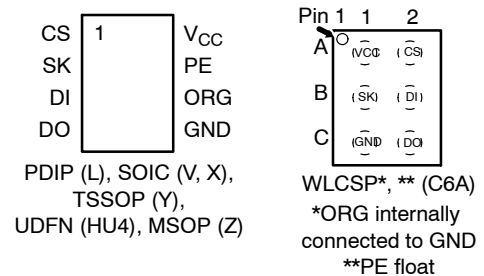 CS 1 VCC
SK PE
DI ORG
DO GND
PDIP (L), SOIC (V, X),
TSSOP (Y),
UDFN (HU4), MSOP (Z)
Pin 1 1 2
A VCC CS
B SK DI
C GND DO
WLCSP*, ** (C6A)
*ORG internally
connected to GND
**PE float